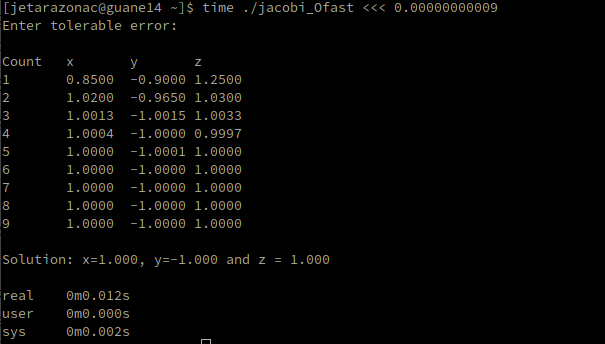 [jetarazonac@guane14 ~]$ time ./jacobi_Ofast <<< 0.00000000009
Enter tolerable error:
Count x y z
1 0.8500 -0.9000 1.2500
2 1.0200 -0.9650 1.0300
3 1.0013 -1.0015 1.0033
4 1.0004 -1.0000 0.9997
5 1.0000 -1.0001 1.0000
6 1.0000 -1.0000 1.0000
7 1.0000 -1.0000 1.0000
8 1.0000 -1.0000 1.0000
9 1.0000 -1.0000 1.0000
Solution: x=1.000, y=-1.000 and z = 1.000
real 0m0.012s
user 0m0.000s
sys 0m0.002s